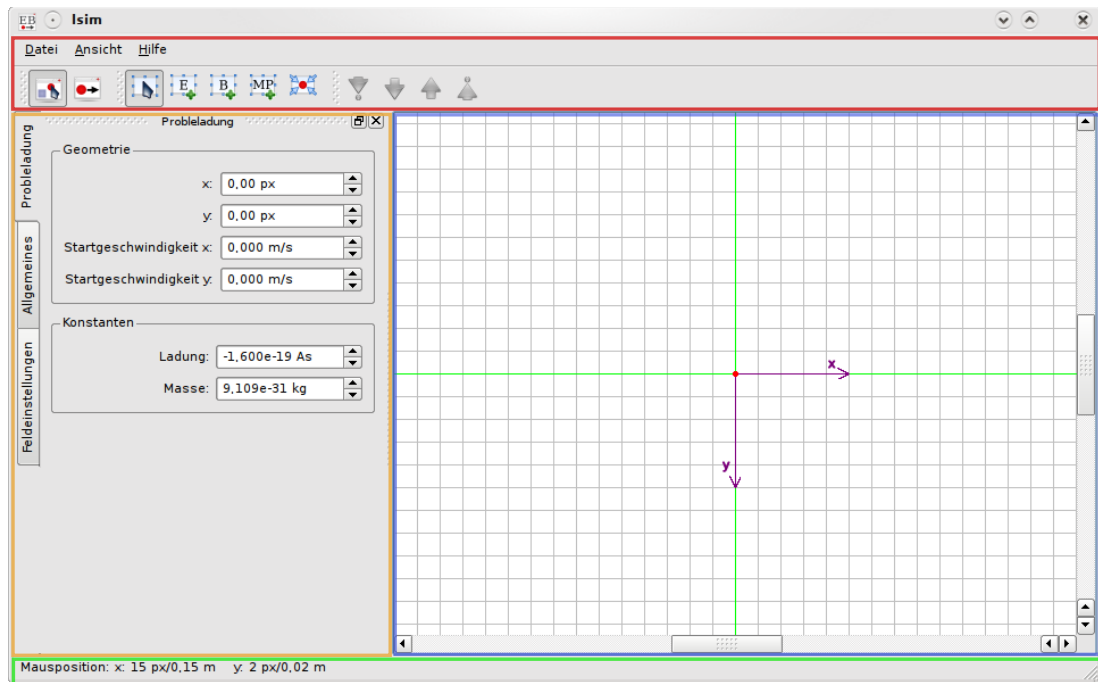 EB Isim
Datei Ansicht Hilfe
E B MP
Probleladung
Probleladung
Allgemeines
Feldeinstellungen
Geometrie
x: 0,00 px
y: 0,00 px
Startgeschwindigkeit x: 0,000 m/s
Startgeschwindigkeit y: 0,000 m/s
Konstanten
Ladung: -1,600e-19 As
Masse: 9,109e-31 kg
x
y
Mausposition: x: 15 px/0,15 m y: 2 px/0,02 m